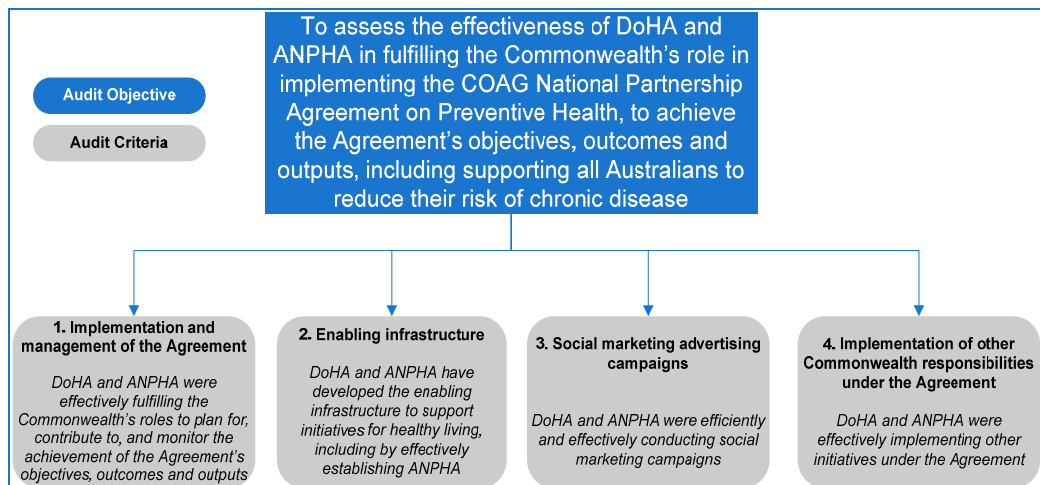 To assess the effectiveness of DoHA and
ANPHA in fulfilling the Commonwealth's role in
implementing the COAG National Partnership
Agreement on Preventive Health, to achieve
the Agreement's objectives, outcomes and
outputs, including supporting all Australians to
reduce their risk of chronic disease
Audit Objective
Audit Criteria
1. Implementation and
management of the Agreement
DoHA and ANPHA were
effectively fulfilling the
Commonwealth's roles to plan for,
contribute to, and monitor the
achievement of the Agreement's
objectives, outcomes and outputs
2. Enabling infrastructure
DoHA and ANPHA have
developed the enabling
infrastructure to support
initiatives for healthy living,
including by effectively
establishing ANPHA
3. Social marketing advertising
campaigns
DoHA and ANPHA were efficiently
and effectively conducting social
marketing campaigns
4. Implementation of other
Commonwealth responsibilities
under the Agreement
DoHA and ANPHA were
effectively implementing other
initiatives under the Agreement